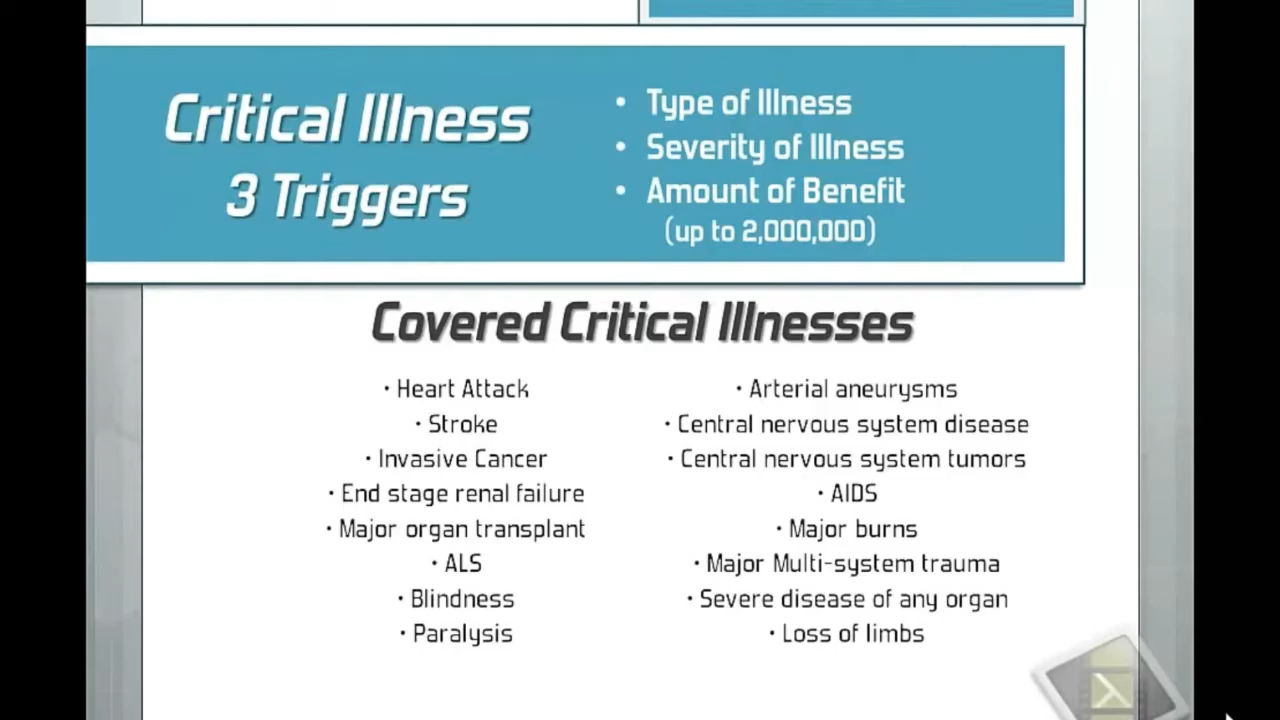 Critical Illness
3 Triggers
• Type of Illness
• Severity of Illness
• Amount of Benefit
(up to 2,000,000)
Covered Critical Illnesses
• Heart Attack
• Stroke
• Invasive Cancer
• End stage renal failure
• Major organ transplant
• ALS
• Blindness
• Paralysis
• Arterial aneurysms
• Central nervous system disease
• Central nervous system tumors
• AIDS
• Major burns
• Major Multi-system trauma
• Severe disease of any organ
• Loss of limbs